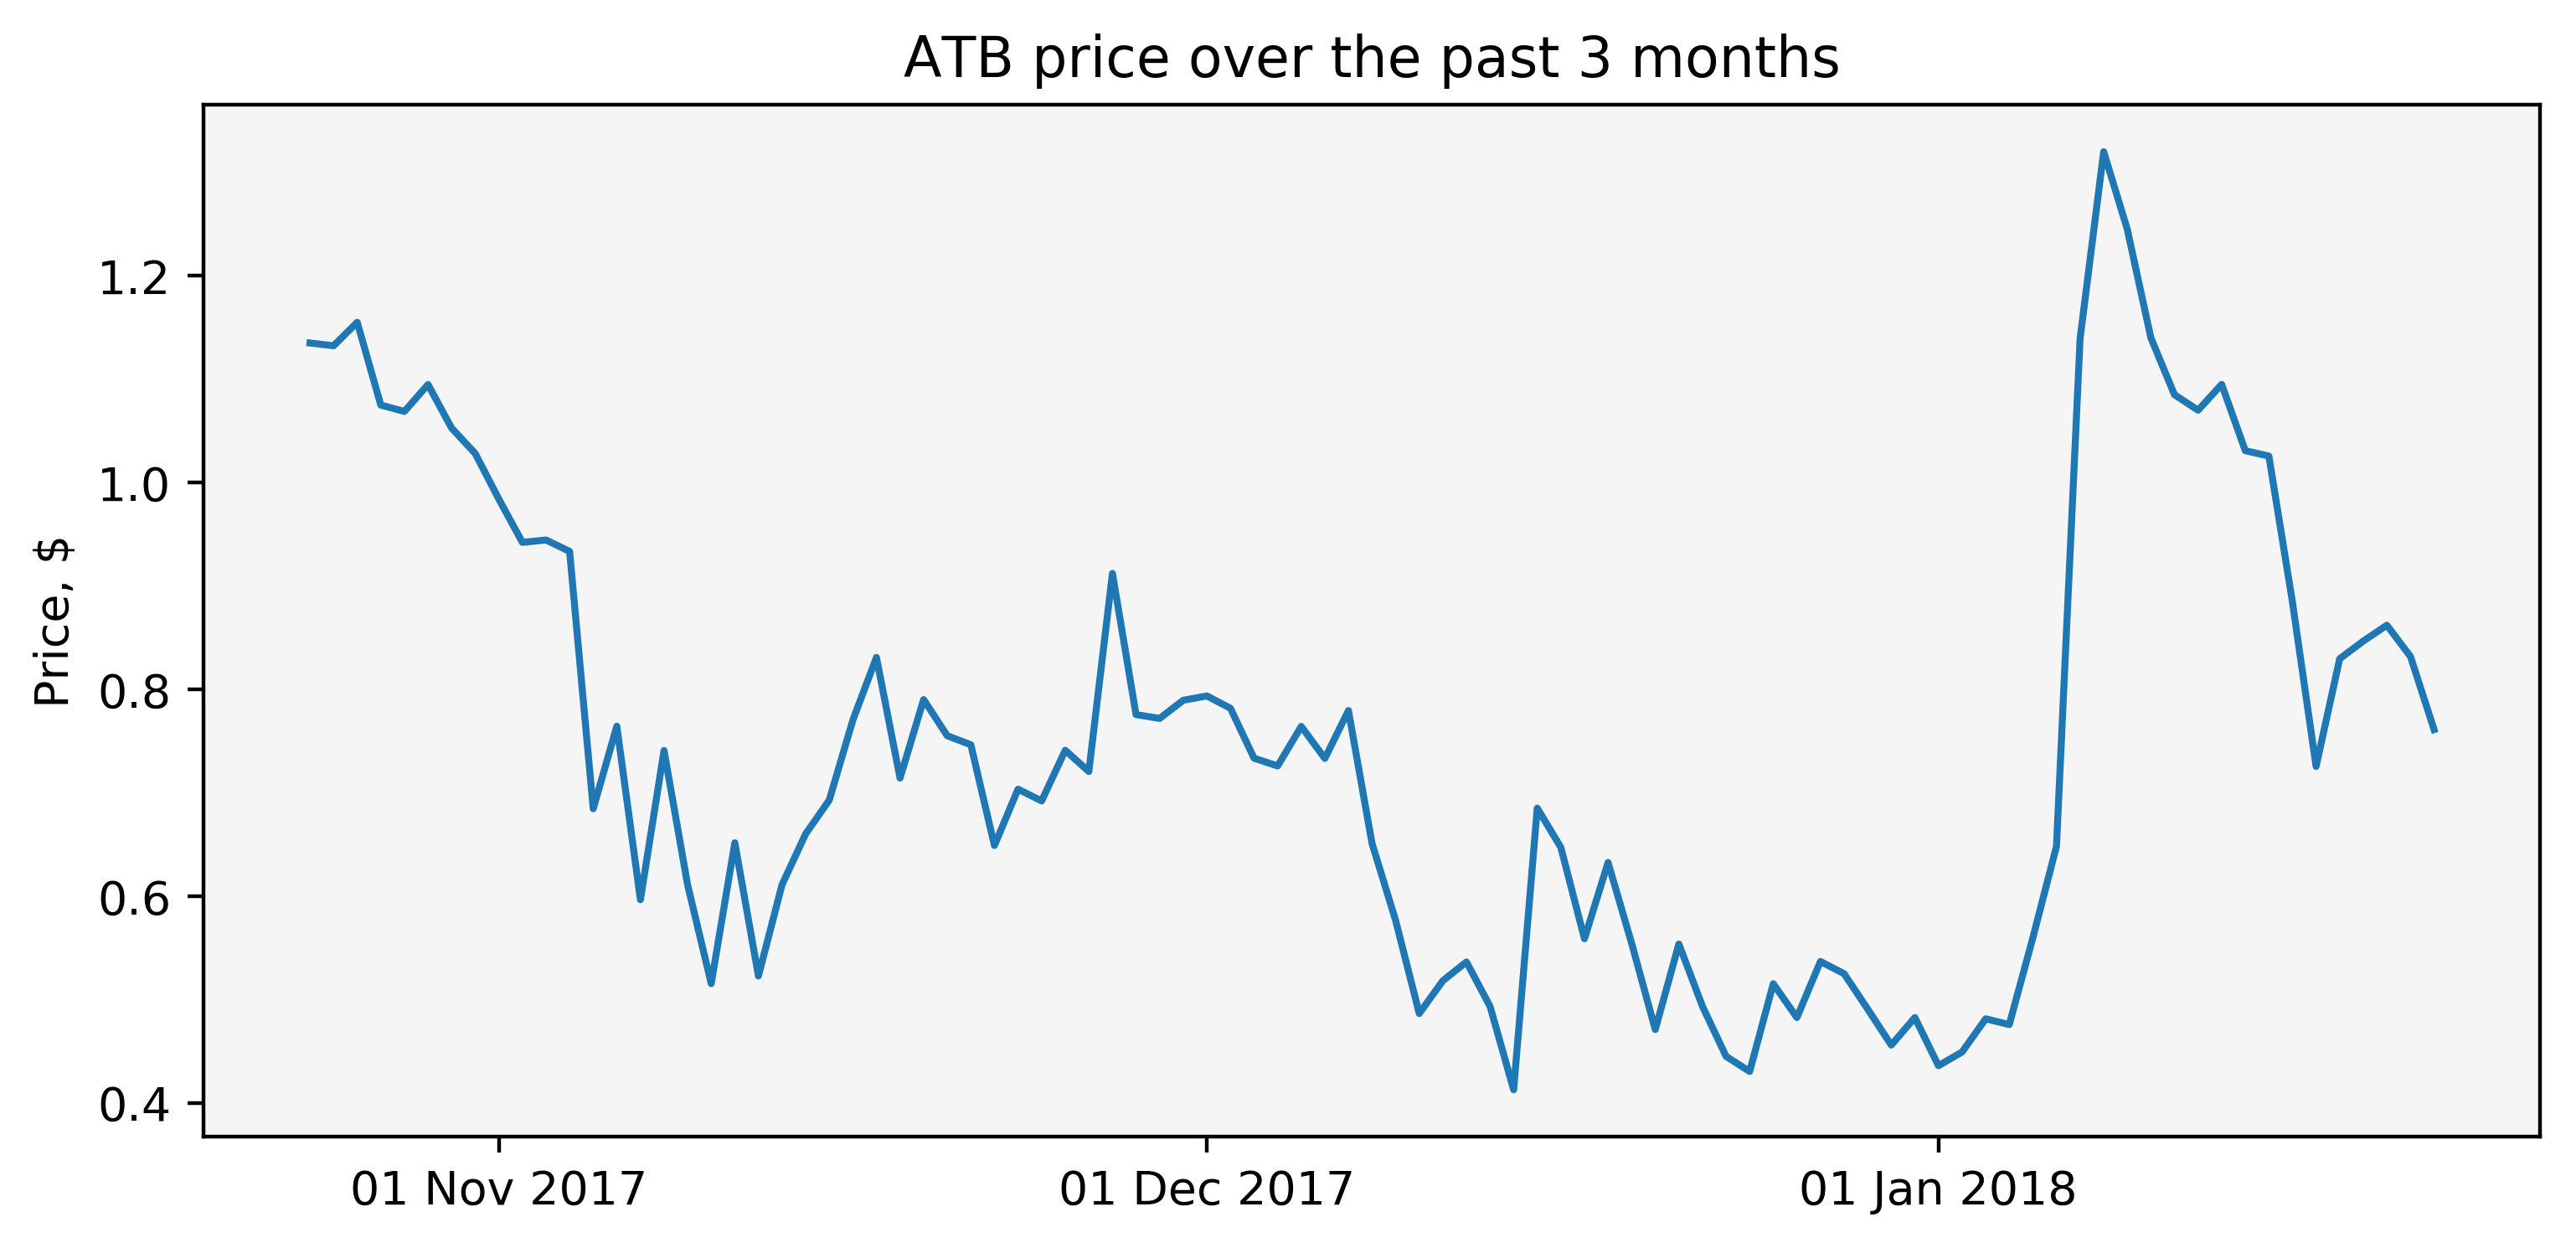 ATB price over the past 3 months
Price, $
1.2
1.0
0.8
0.6
0.4
01 Nov 2017
01 Dec 2017
01 Jan 2018